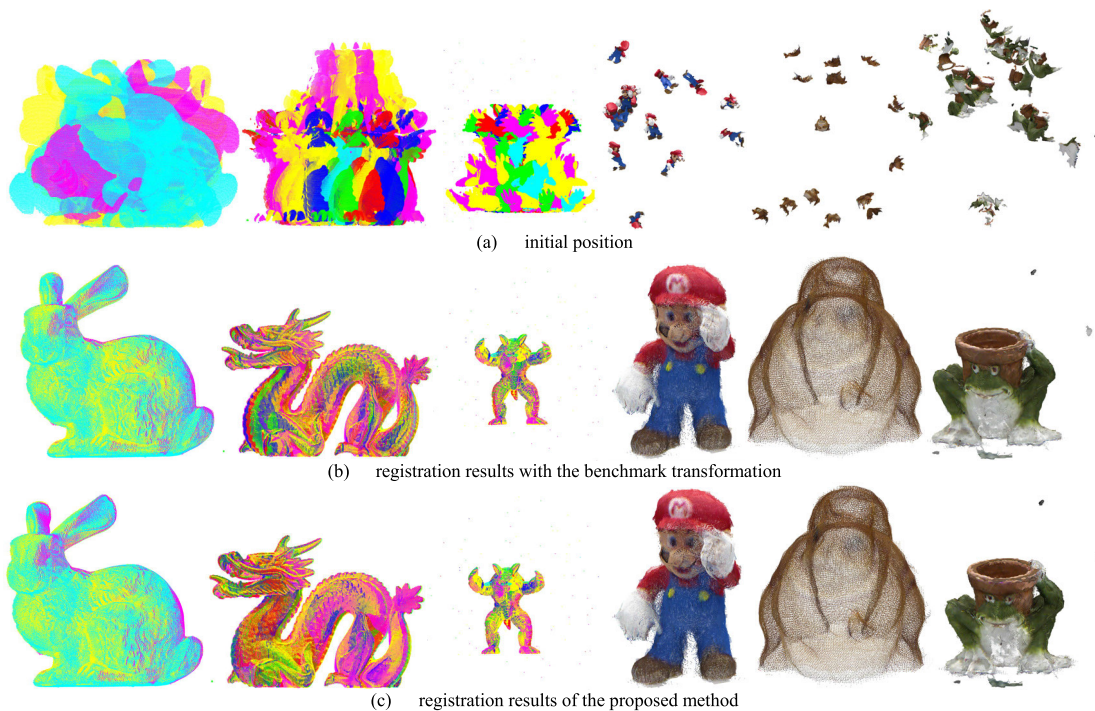 (a) initial position
M
(b) registration results with the benchmark transformation
M
(c) registration results of the proposed method